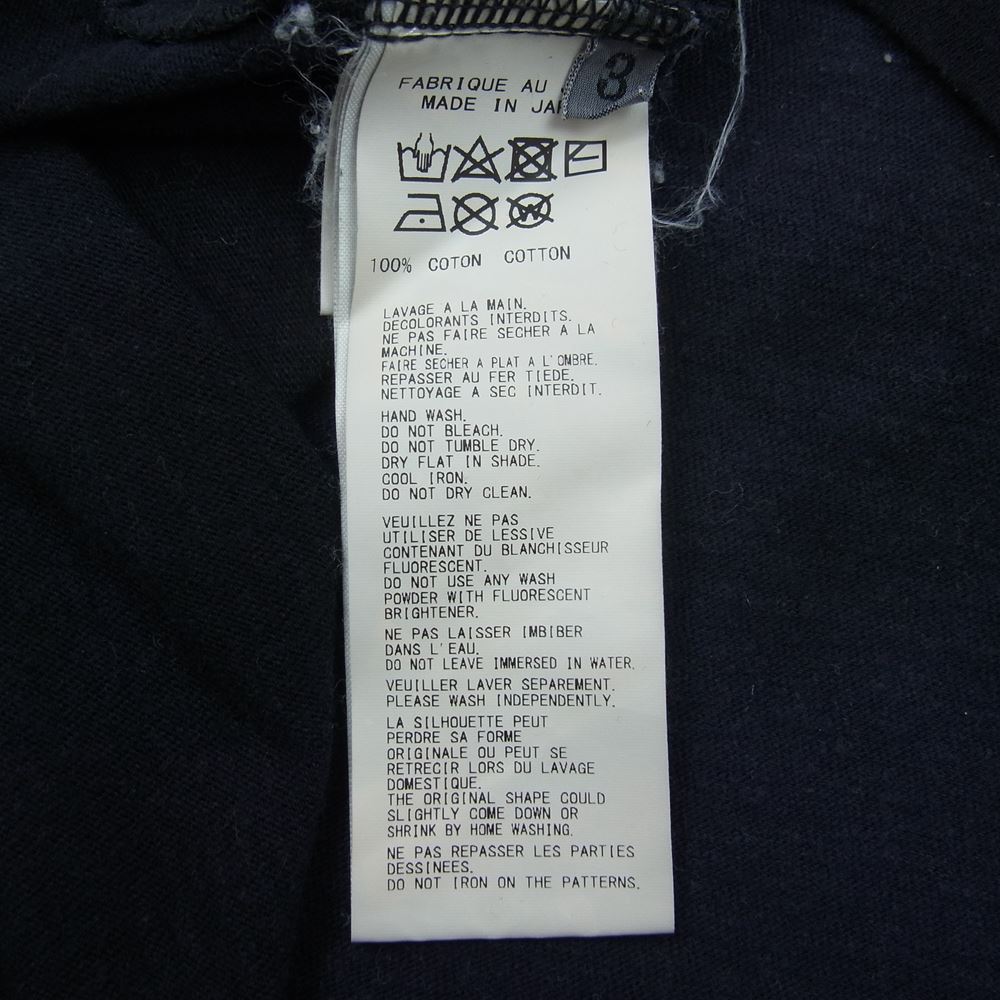 FABRIQUE AU
MADE IN
3
100% COTON COTTON
LAVAGE A LA MAIN.
DECOLORANTS INTERDITS.
NE PAS FAIRE SECHER A LA
MACHINE.
FAIRE SECHER A PLAT A L'OMBRE.
REPASSER AU FER TIEDE.
NETTOYAGE A SEC INTERDIT.
HAND WASH.
DO NOT BLEACH.
DO NOT TUMBLE DRY.
DRY FLAT IN SHADE.
COOL IRON.
DO NOT DRY CLEAN.
VEUILLEZ NE PAS
UTILISER DE LESSIVE
CONTENANT DU BLANCHISSEUR
FLUORESCENT.
DO NOT USE ANY WASH
POWDER WITH FLUORESCENT
BRIGHTENER.
NE PAS LAISSER IMBIBER
DANS L'EAU.
DO NOT LEAVE IMMERSED IN WATER.
VEUILLER LAVER SEPAREMENT.
PLEASE WASH INDEPENDENTLY.
LA SILHOUETTE PEUT
PERDRE SA FORME
ORIGINALE OU PEUT SE
RETRECIR LORS DU LAVAGE
DOMESTIQUE.
THE ORIGINAL SHAPE COULD
SLIGHTLY COME DOWN OR
SHRINK BY HOME WASHING.
NE PAS REPASSER LES PARTIES
DESSINEES.
DO NOT IRON ON THE PATTERNS.